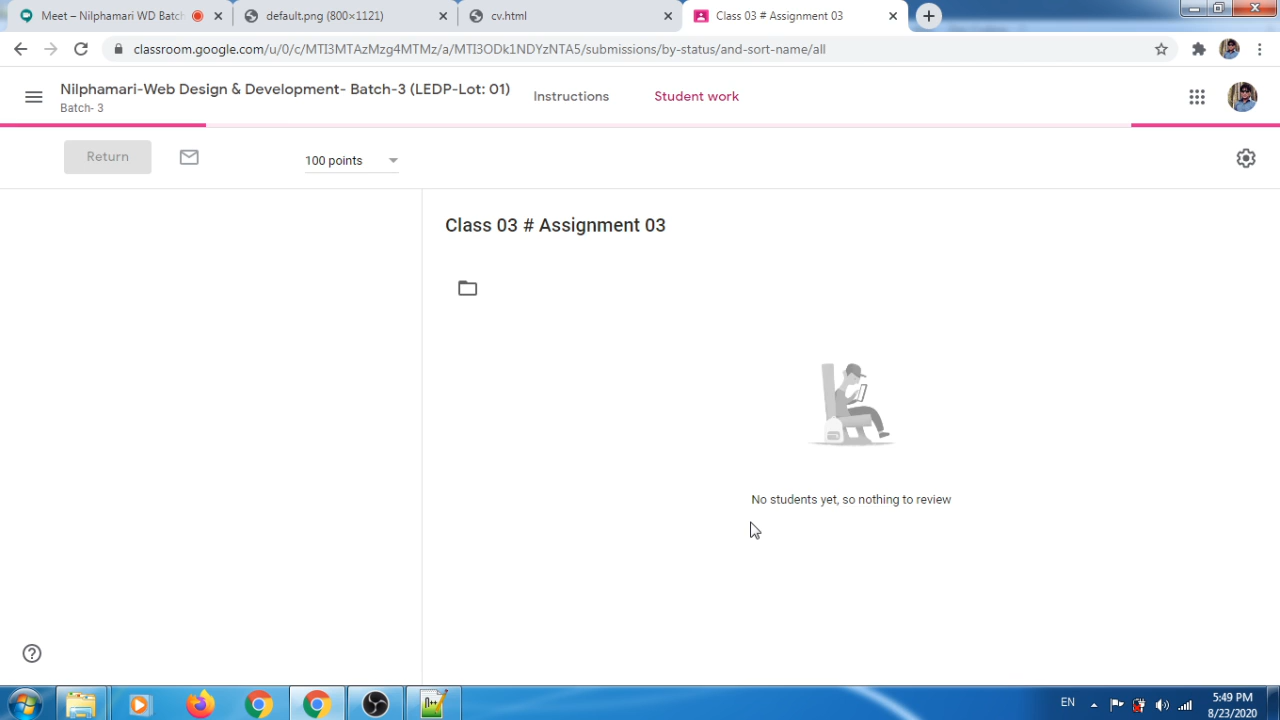 Meet – Nilphamari WD Batc
default.png (800×1121)
cv.html
Class 03 # Assignment 03
classroom.google.com/u/0/c/MTI3MTAzMzg4MTMz/a/MTI3ODk1NDYzNTA5/submissions/by-status/and-sort-name/all
Nilphamari-Web Design & Development- Batch-3 (LEDP-Lot: 01)
Batch- 3
Instructions
Student work
Return
100 points
Class 03 # Assignment 03
No students yet, so nothing to review
EN
5:49 PM
8/23/2020